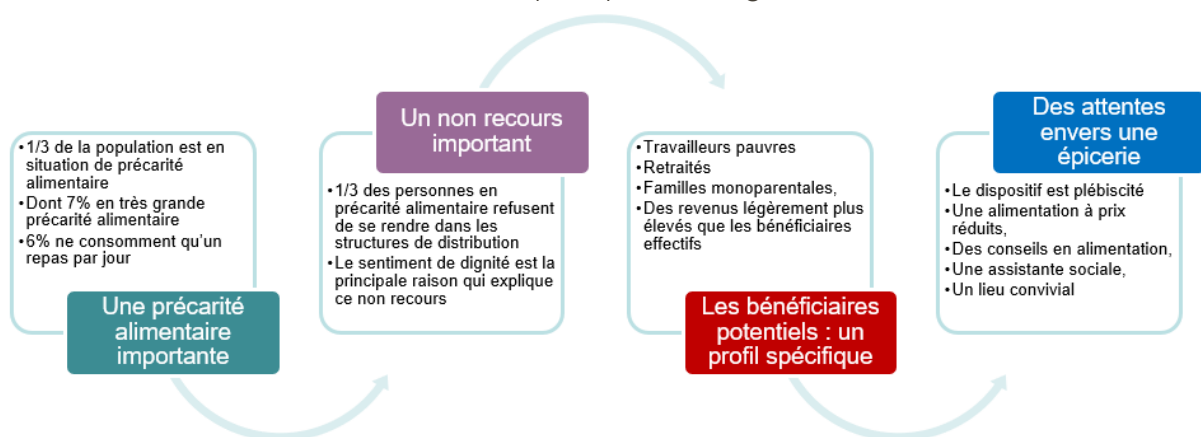 •1/3 de la population est en
situation de précarité
alimentaire
•Dont 7% en très grande
précarité alimentaire
•6% ne consomment qu'un
repas par jour
Une précarité
alimentaire
importante
Un non recours
important
•1/3 des personnes en
précarité alimentaire refusent
de se rendre dans les
structures de distribution
•Le sentiment de dignité est la
principale raison qui explique
ce non recours
•Travailleurs pauvres
•Retraités
•Familles monoparentales,
•Des revenus légèrement plus
élevés que les bénéficiaires
effectifs
Les bénéficiaires
potentiels : un
profil spécifique
Des attentes
envers une
épicerie
•Le dispositif est plébiscité
•Une alimentation à prix
réduits,
•Des conseils en alimentation,
•Une assistante sociale,
•Un lieu convivial